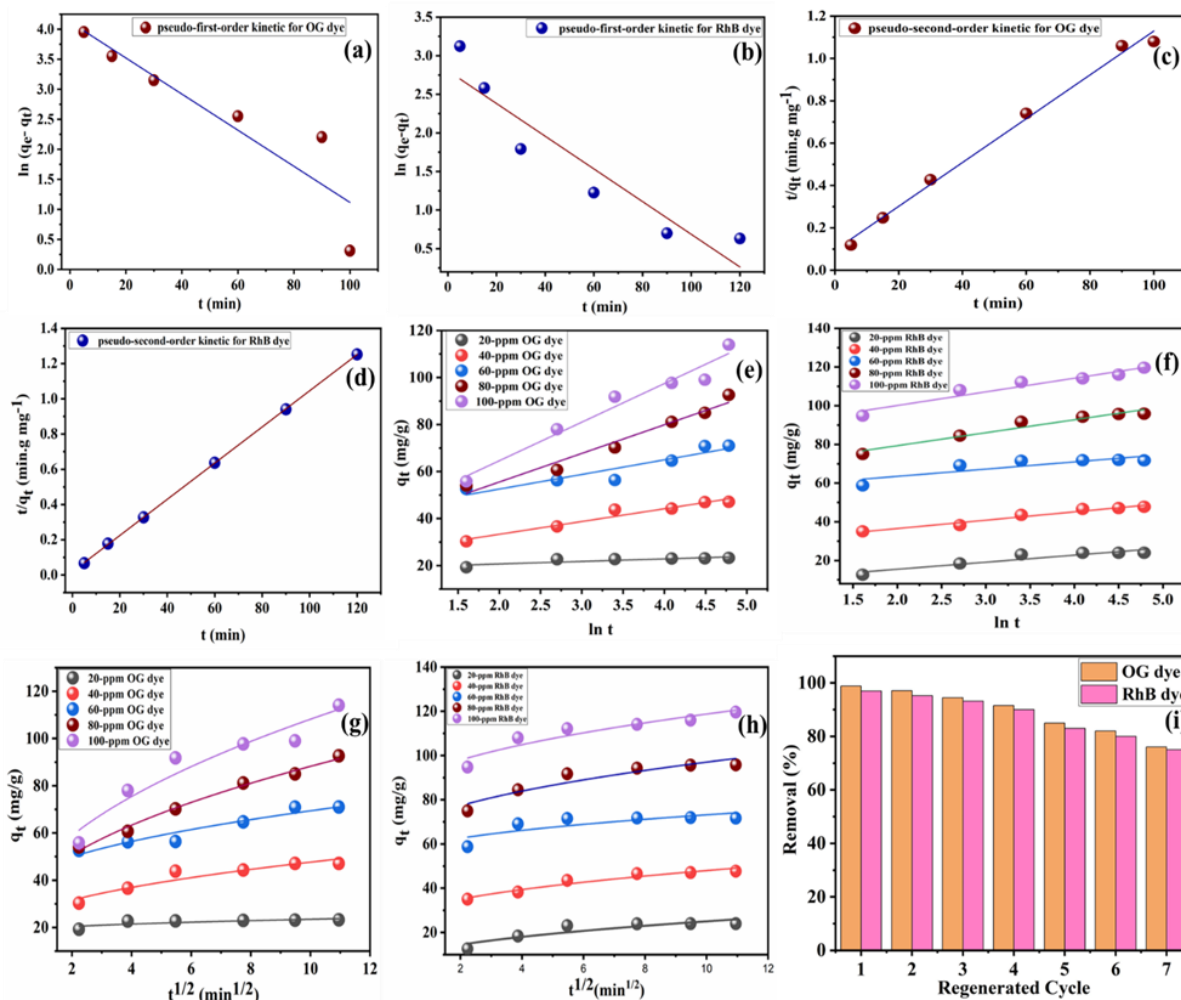 pseudo-first-order kinetic for OG dye
(a)
ln (qe- qt)
4.0
3.5
3.0
2.5
2.0
1.5
1.0
0.5
0.0
0 20 40 60 80 100
t (min)
pseudo-first-order kinetic for RhB dye
(b)
ln (qe-qt)
3.5
3.0
2.5
2.0
1.5
1.0
0.5
0 20 40 60 80 100 120
t (min)
pseudo-second-order kinetic for OG dye
(c)
t/qt (min.g mg-1)
1.2
1.0
0.8
0.6
0.4
0.2
0.0
0 20 40 60 80 100
t (min)
pseudo-second-order kinetic for RhB dye
(d)
t/qt (min.g mg-1)
1.4
1.2
1.0
0.8
0.6
0.4
0.2
0.0
0 20 40 60 80 100 120
t (min)
20-ppm OG dye
40-ppm OG dye
60-ppm OG dye
80-ppm OG dye
100-ppm OG dye
(e)
qt (mg/g)
120
100
80
60
40
20
1.5 2.0 2.5 3.0 3.5 4.0 4.5 5.0
ln t
20-ppm RhB dye
40-ppm RhB dye
60-ppm RhB dye
80-ppm RhB dye
100-ppm RhB dye
(f)
qt (mg/g)
140
120
100
80
60
40
20
0
1.5 2.0 2.5 3.0 3.5 4.0 4.5 5.0
ln t
20-ppm OG dye
40-ppm OG dye
60-ppm OG dye
80-ppm OG dye
100-ppm OG dye
(g)
qt (mg/g)
120
100
80
60
40
20
2 4 6 8 10 12
t1/2 (min1/2)
20-ppm RhB dye
40-ppm RhB dye
60-ppm RhB dye
80-ppm RhB dye
100-ppm RhB dye
(h)
qt (mg/g)
140
120
100
80
60
40
20
2 4 6 8 10 12
t1/2(min1/2)
OG dye
RhB dye
(i)
Removal (%)
100
80
60
40
20
0
1 2 3 4 5 6 7
Regenerated Cycle